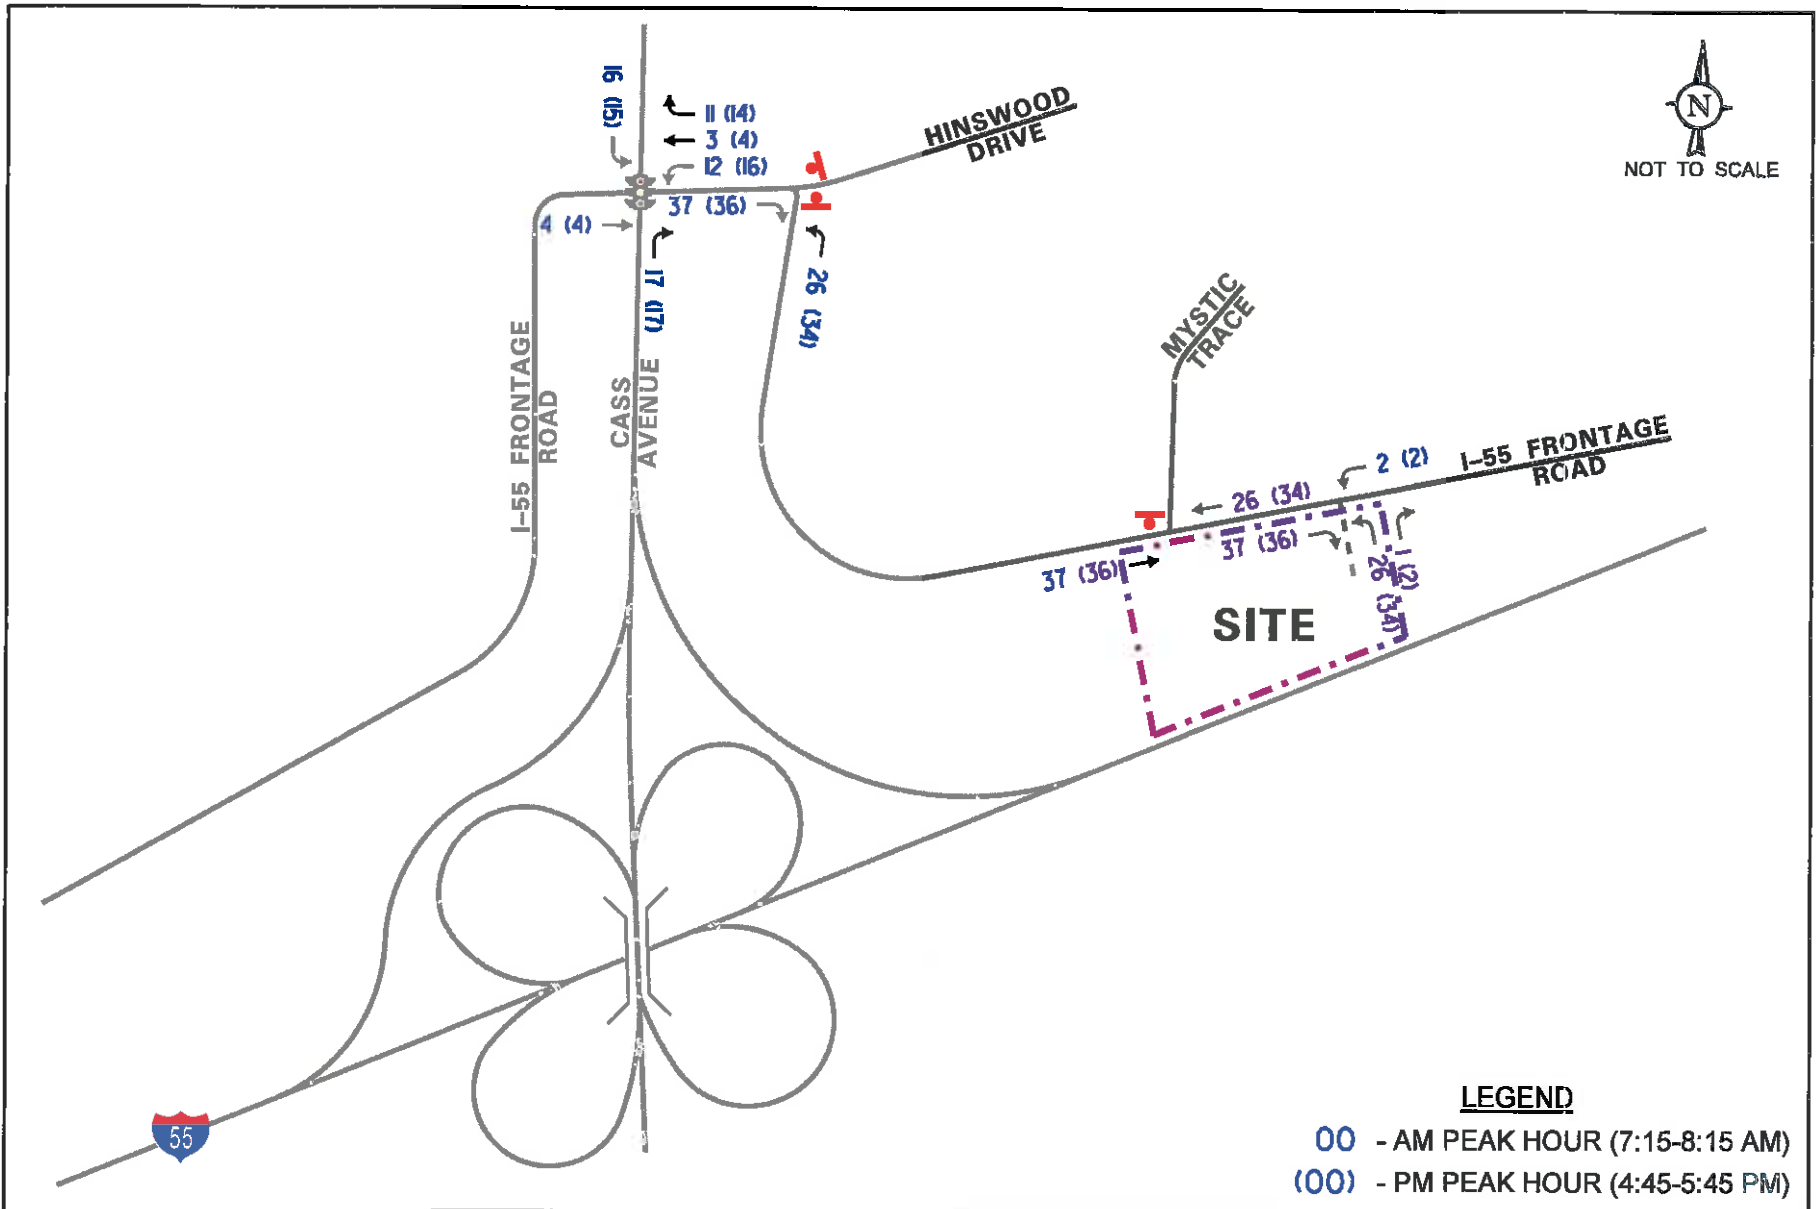 16 (15)
11 (14)
3 (4)
12 (16)
37 (36)
4 (4)
17 (17)
26 (34)
HINSWOOD
DRIVE
N
NOT TO SCALE
I-55 FRONTAGE
ROAD
CASS
AVENUE
MYSTIC
TRACE
2 (2)
I-55 FRONTAGE
ROAD
26 (34)
37 (36)
37 (36)
1 (2)
26 (34)
SITE
55
LEGEND
00 - AM PEAK HOUR (7:15-8:15 AM)
(00) - PM PEAK HOUR (4:45-5:45 PM)